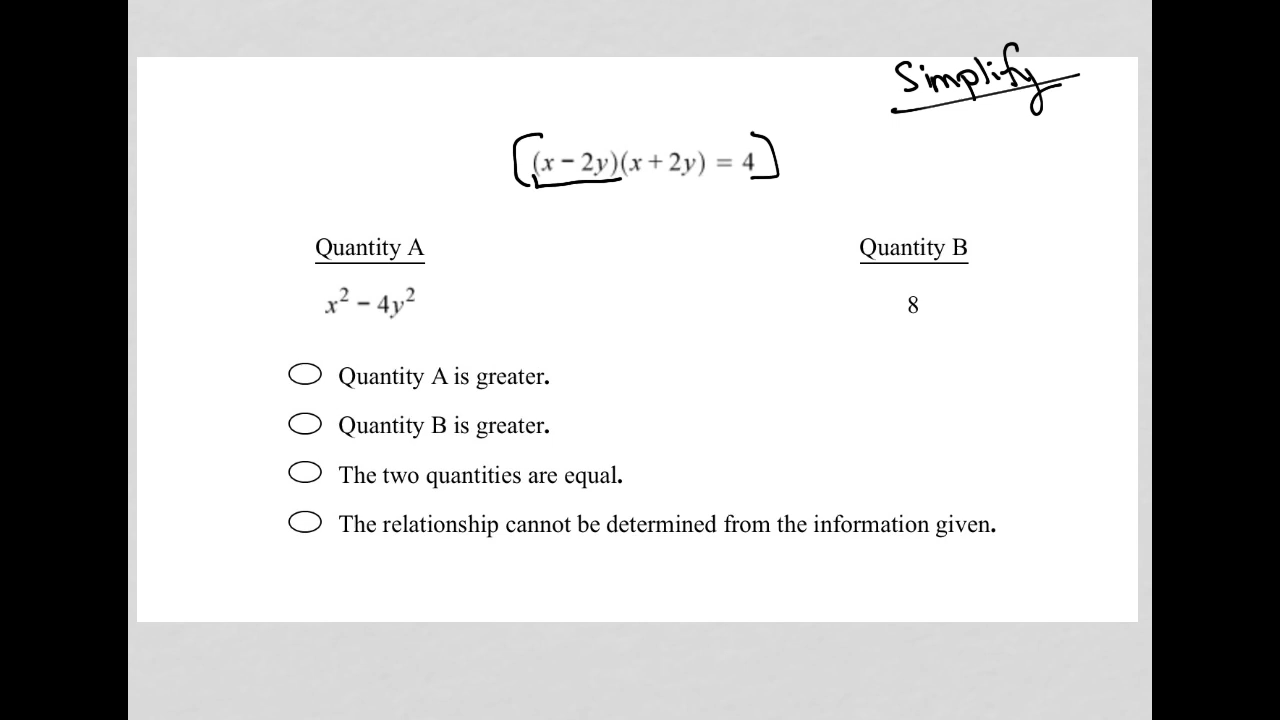 Simplify
(x − 2y)(x + 2y) = 4
Quantity A
Quantity B
x² − 4y²
8
Quantity A is greater.
Quantity B is greater.
The two quantities are equal.
The relationship cannot be determined from the information given.